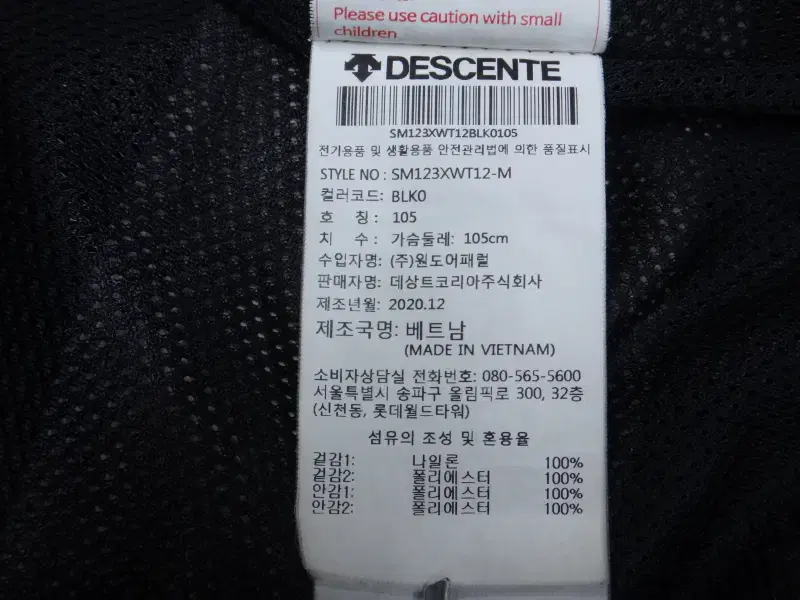 Please use caution with small
children
DESCENTE
SM123XWT12BLK0105
전기용품 및 생활용품 안전관리법에 의한 품질표시
STYLE NO : SM123XWT12-M
컬러코드: BLK0
호 칭 : 105
치 수 : 가슴둘레: 105cm
수입자명: (주)원도어패럴
판매자명: 데상트코리아주식회사
제조년월: 2020.12
제조국명: 베트남
(MADE IN VIETNAM)
소비자상담실 전화번호: 080-565-5600
서울특별시 송파구 올림픽로 300, 32층
(신천동, 롯데월드타워)
섬유의 조성 및 혼용율
겉감1: 나일론 100%
겉감2: 폴리에스터 100%
안감1: 폴리에스터 100%
안감2: 폴리에스터 100%